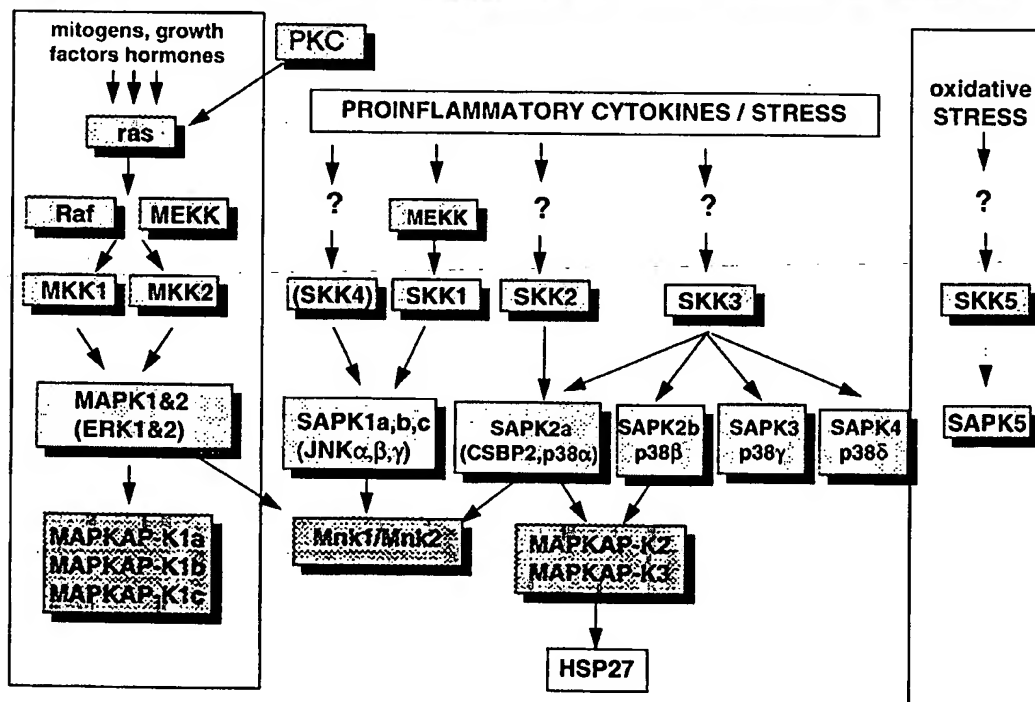 mitogens, growth
factors hormones
PKC
ras
Raf
MEKK
MKK1
MKK2
MAPK1&2
(ERK1&2)
MAPKAP-K1a
MAPKAP-K1b
MAPKAP-K1c
PROINFLAMMATORY CYTOKINES / STRESS
?
MEKK
?
?
(SKK4)
SKK1
SKK2
SKK3
SAPK1a,b,c
(JNKα,β,γ)
SAPK2a
(CSBP2,p38α)
SAPK2b
p38β
SAPK3
p38γ
SAPK4
p38δ
Mnk1/Mnk2
MAPKAP-K2
MAPKAP-K3
HSP27
oxidative
STRESS
?
SKK5
SAPK5